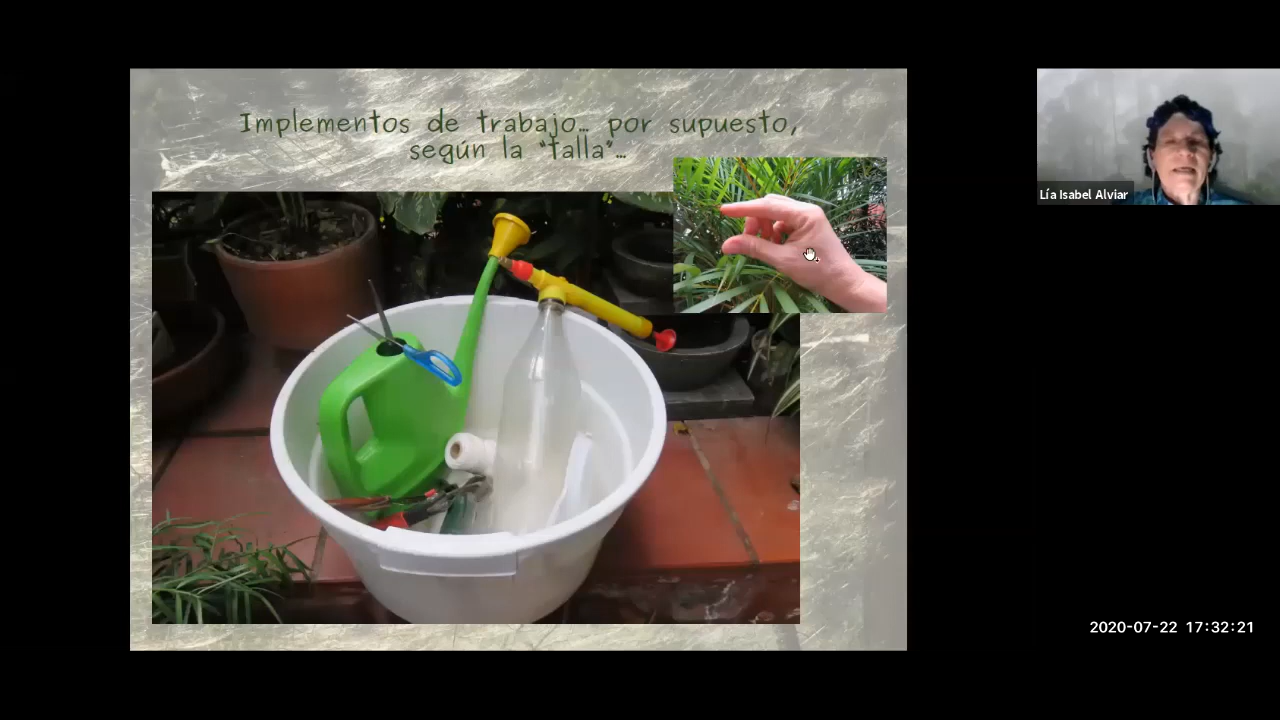 Implementos de trabajo… por supuesto,
según la "talla"…
Lía Isabel Alviar
2020-07-22 17:32:21